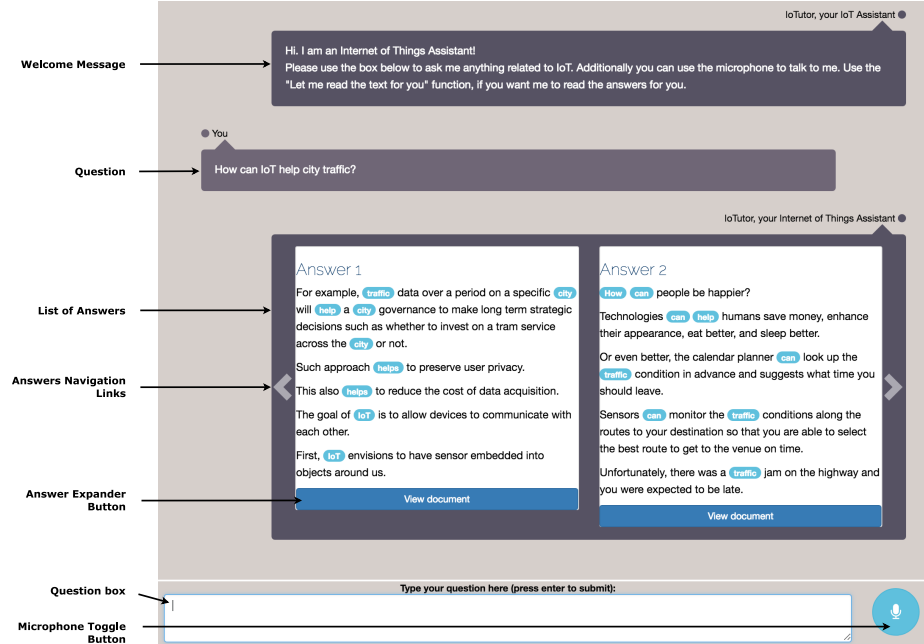 IoTutor, your IoT Assistant
Welcome Message
Hi. I am an Internet of Things Assistant!
Please use the box below to ask me anything related to IoT. Additionally you can use the microphone to talk to me. Use the
"Let me read the text for you" function, if you want me to read the answers for you.
You
Question
How can IoT help city traffic?
IoTutor, your Internet of Things Assistant
List of Answers
Answers Navigation
Links
Answer Expander
Button
Answer 1
For example, traffic data over a period on a specific city
will help a city governance to make long term strategic
decisions such as whether to invest on a tram service
across the city or not.
Such approach helps to preserve user privacy.
This also helps to reduce the cost of data acquisition.
The goal of IoT is to allow devices to communicate with
each other.
First, IoT envisions to have sensor embedded into
objects around us.
View document
Answer 2
How can people be happier?
Technologies can help humans save money, enhance
their appearance, eat better, and sleep better.
Or even better, the calendar planner can look up the
traffic condition in advance and suggests what time you
should leave.
Sensors can monitor the traffic conditions along the
routes to your destination so that you are able to select
the best route to get to the venue on time.
Unfortunately, there was a traffic jam on the highway and
you were expected to be late.
View document
Question box
Type your question here (press enter to submit):
Microphone Toggle
Button